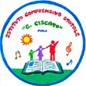 ISTITUTO COMPRENSIVO STATALE
"G. CISCATO"